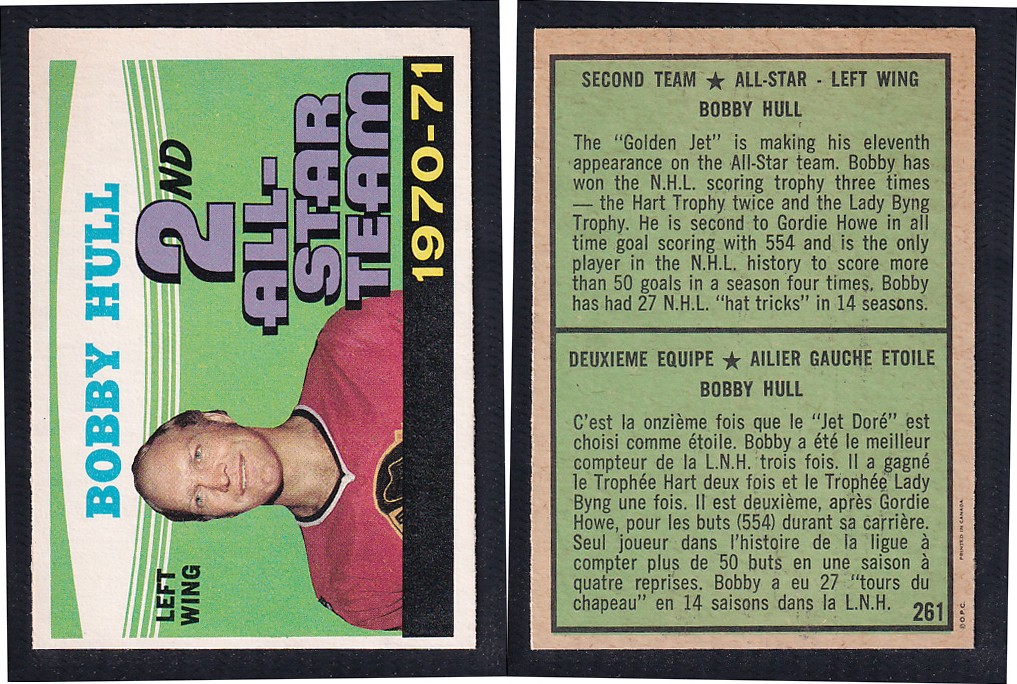 BOBBY HULL
2ND
ALL-
STAR
TEAM
1970-71
LEFT
WING
SECOND TEAM ★ ALL-STAR - LEFT WING
BOBBY HULL
The "Golden Jet" is making his eleventh
appearance on the All-Star team. Bobby has
won the N.H.L. scoring trophy three times
— the Hart Trophy twice and the Lady Byng
Trophy. He is second to Gordie Howe in all
time goal scoring with 554 and is the only
player in the N.H.L. history to score more
than 50 goals in a season four times. Bobby
has had 27 N.H.L. "hat tricks" in 14 seasons.
DEUXIEME EQUIPE ★ AILIER GAUCHE ETOILE
BOBBY HULL
C'est la onzième fois que le "Jet Doré" est
choisi comme étoile. Bobby a été le meilleur
compteur de la L.N.H. trois fois. Il a gagné
le Trophée Hart deux fois et le Trophée Lady
Byng une fois. Il est deuxième, après Gordie
Howe, pour les buts (554) durant sa carrière.
Seul joueur dans l'histoire de la ligue à
compter plus de 50 buts en une saison à
quatre reprises. Bobby a eu 27 "tours du
chapeau" en 14 saisons dans la L.N.H.
261
©O.P.C. PRINTED IN CANADA